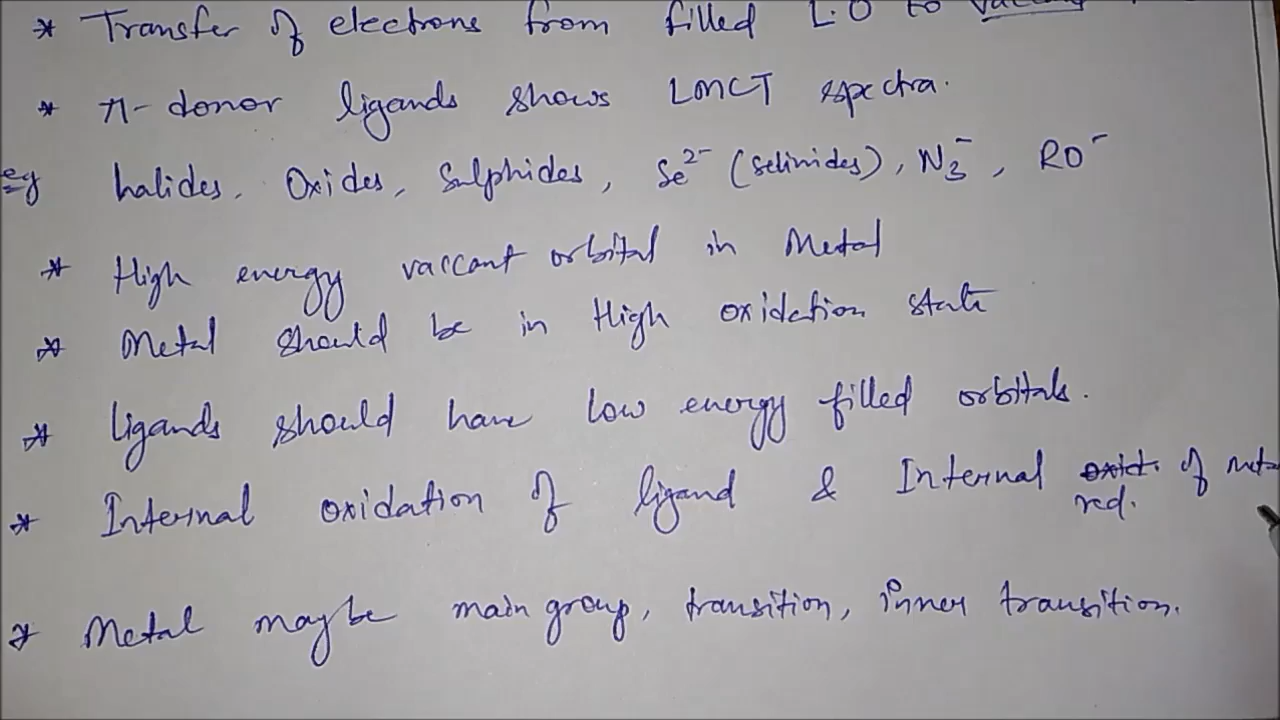 * Transfer of electrons from filled L.O to
* π-donor ligands shows LMCT spectra.
eg halides, Oxides, Sulphides, Se²⁻ (Selinides), N₃⁻, RO⁻
* High energy vaccant orbital in Metal
* Metal should be in High oxidation state
* Ligands should have low energy filled orbitals.
* Internal oxidation of ligand & Internal oxid. of
red.
* Metal maybe main group, transition, inner transition.